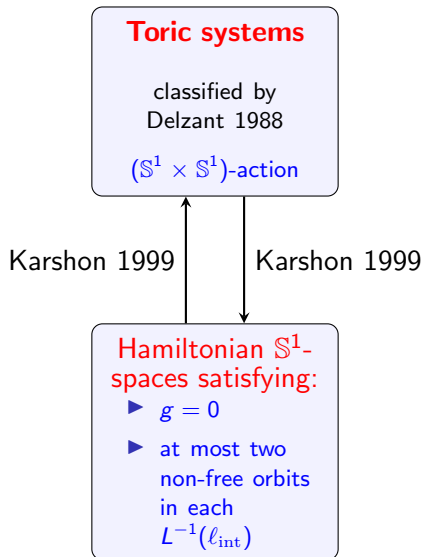 Toric systems
classified by
Delzant 1988
(𝕊¹ × 𝕊¹)-action
Karshon 1999
Karshon 1999
Hamiltonian 𝕊¹-
spaces satisfying:
▶ g = 0
▶ at most two
non-free orbits
in each
L⁻¹(ℓ_int)